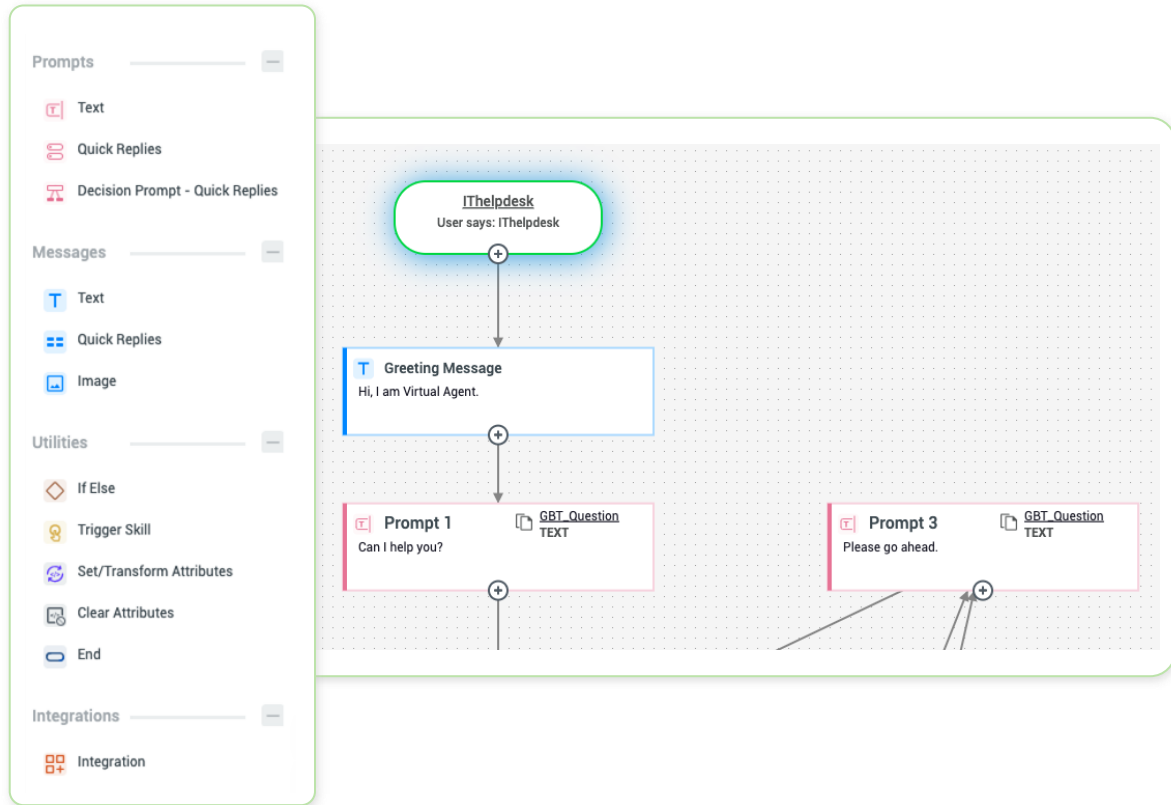 Prompts
Text
Quick Replies
Decision Prompt - Quick Replies
Messages
Text
Quick Replies
Image
Utilities
If Else
Trigger Skill
Set/Transform Attributes
Clear Attributes
End
Integrations
Integration
IThelpdesk
User says: IThelpdesk
T Greeting Message
Hi, I am Virtual Agent.
Prompt 1 GBT_Question
TEXT
Can I help you?
Prompt 3 GBT_Question
TEXT
Please go ahead.